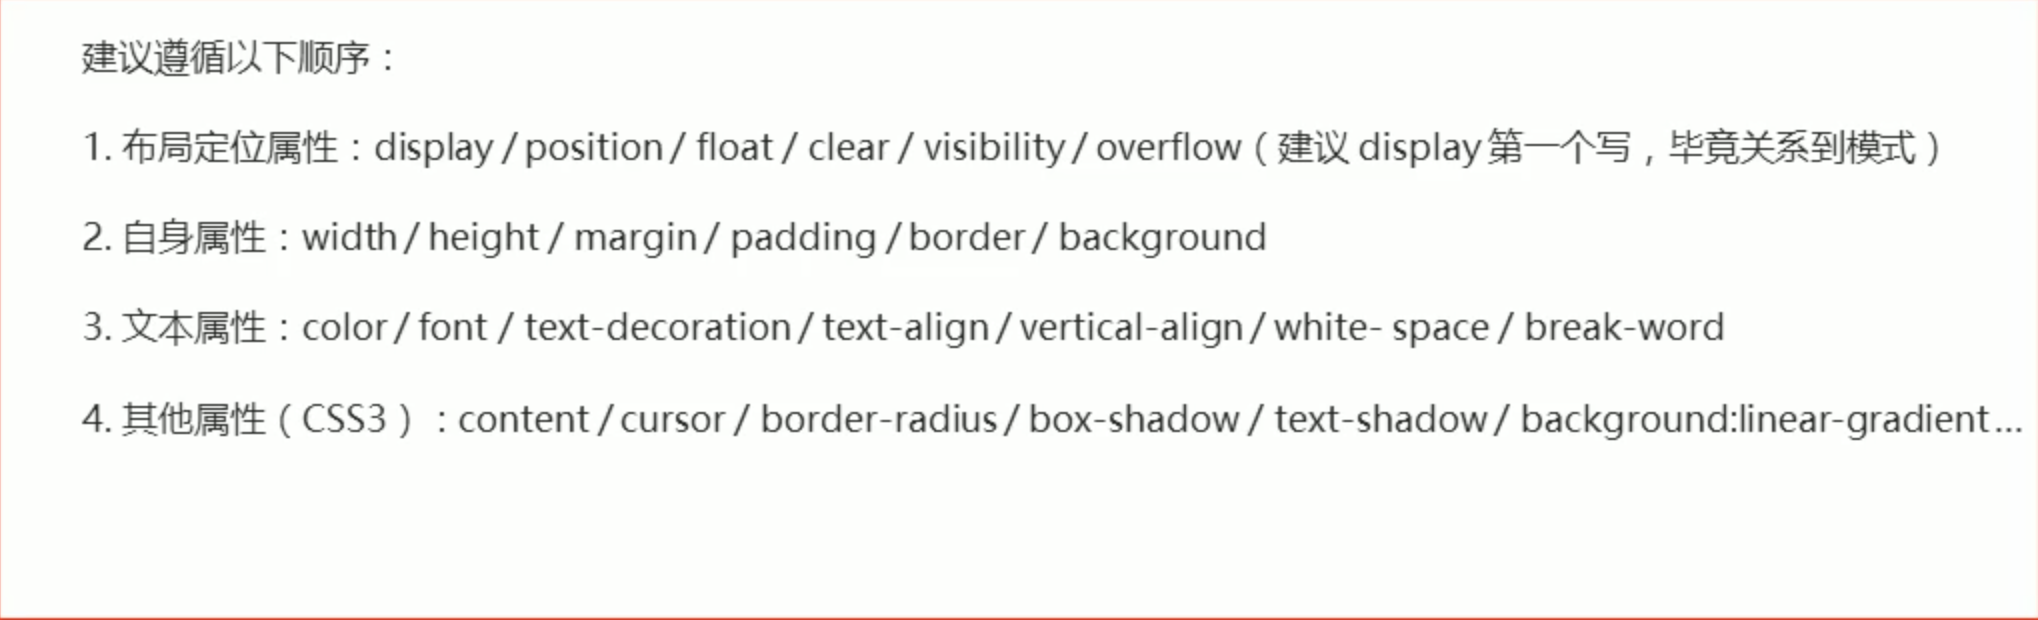 建议遵循以下顺序：
1. 布局定位属性：display / position / float / clear / visibility / overflow（建议 display 第一个写，毕竟关系到模式）
2. 自身属性：width / height / margin / padding / border / background
3. 文本属性：color / font / text-decoration / text-align / vertical-align / white- space / break-word
4. 其他属性（CSS3）：content / cursor / border-radius / box-shadow / text-shadow / background:linear-gradient...